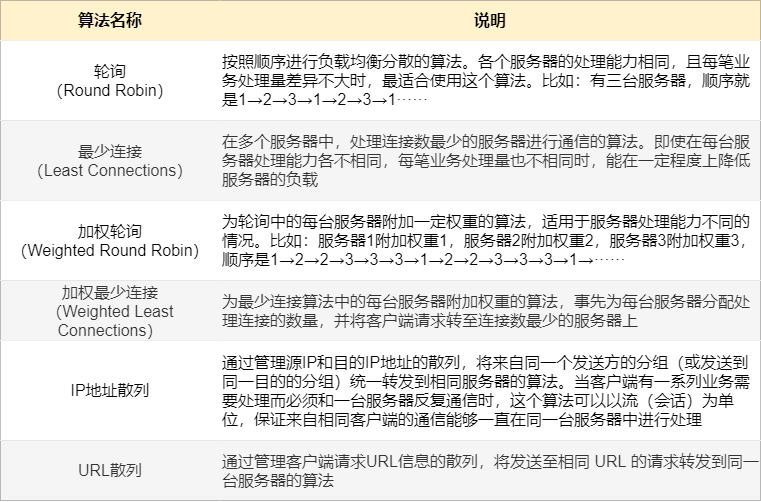 算法名称
说明
轮询
（Round Robin）
按照顺序进行负载均衡分散的算法。各个服务器的处理能力相同，且每笔业
务处理量差异不大时，最适合使用这个算法。比如：有三台服务器，顺序就
是1→2→3→1→2→3→1······
最少连接
（Least Connections）
在多个服务器中，处理连接数最少的服务器进行通信的算法。即使在每台服
务器处理能力各不相同，每笔业务处理量也不相同时，能在一定程度上降低
服务器的负载
加权轮询
（Weighted Round Robin）
为轮询中的每台服务器附加一定权重的算法，适用于服务器处理能力不同的
情况。比如：服务器1附加权重1，服务器2附加权重2，服务器3附加权重3，
顺序是1→2→2→3→3→3→1→2→2→3→3→3→1→······
加权最少连接
（Weighted Least
Connections）
为最少连接算法中的每台服务器附加权重的算法，事先为每台服务器分配处
理连接的数量，并将客户端请求转至连接数最少的服务器上
IP地址散列
通过管理源IP和目的IP地址的散列，将来自同一个发送方的分组（或发送到
同一目的的分组）统一转发到相同服务器的算法。当客户端有一系列业务需
要处理而必须和一台服务器反复通信时，这个算法可以以流（会话）为单
位，保证来自相同客户端的通信能够一直在同一台服务器中进行处理
URL散列
通过管理客户端请求URL信息的散列，将发送至相同 URL 的请求转发到同一
台服务器的算法